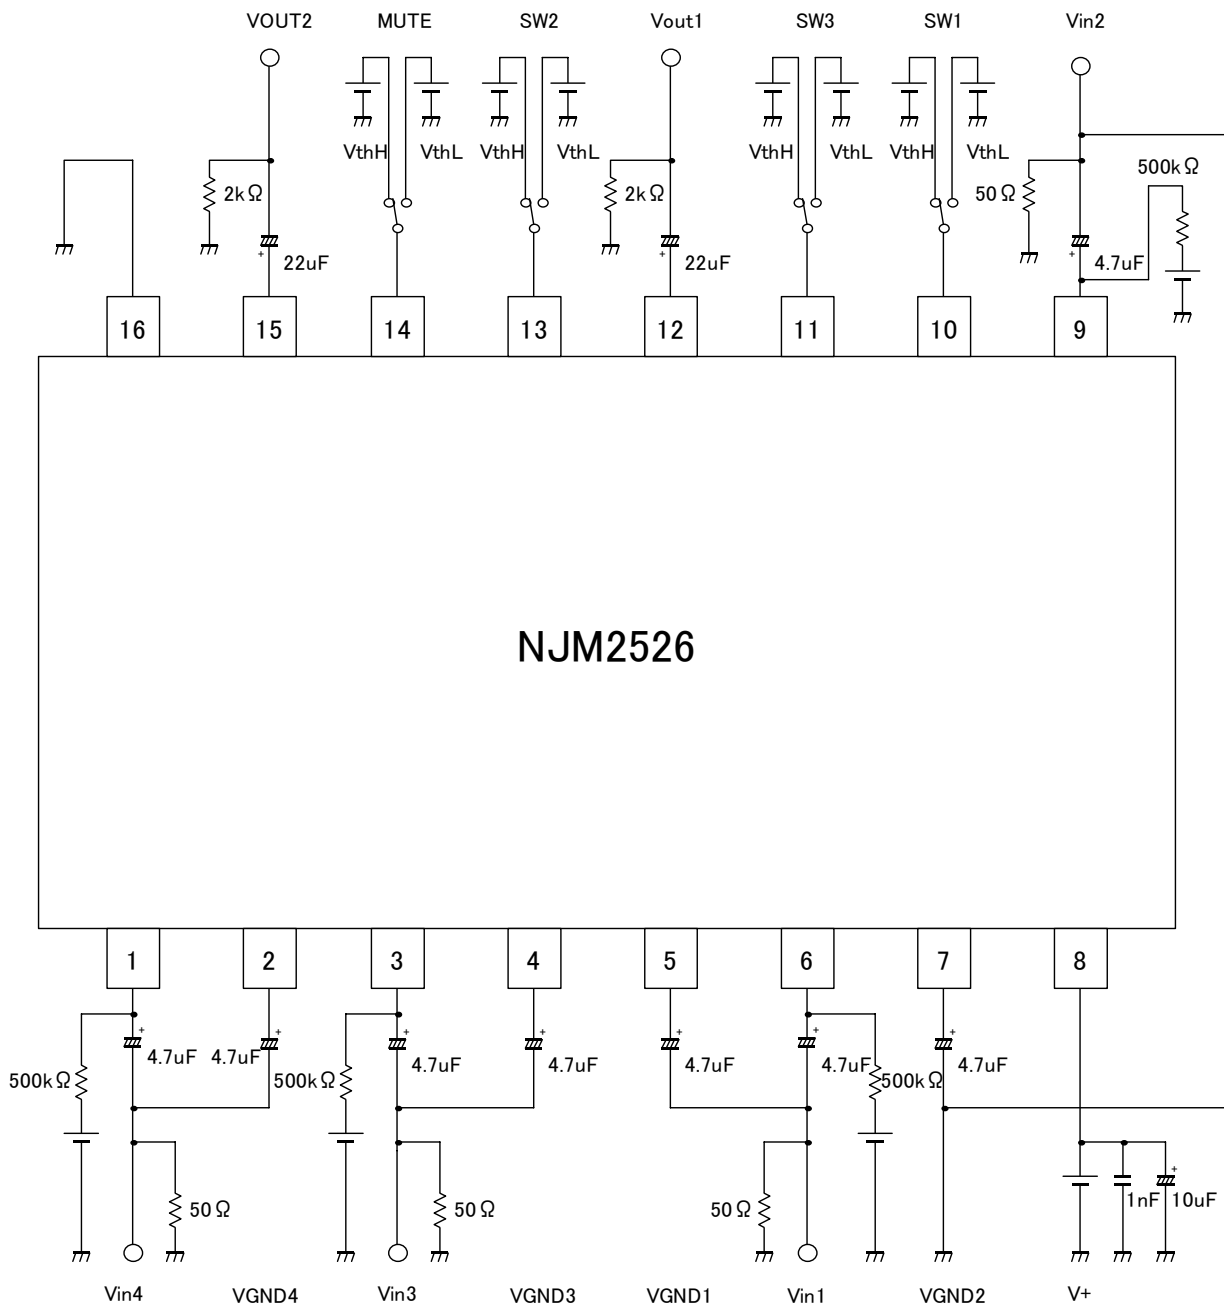 VOUT2 MUTE SW2 Vout1 SW3 SW1 Vin2
VthH VthL VthH VthL VthH VthL VthH VthL
2kΩ 2kΩ 50Ω 500kΩ
+ 22uF + 22uF + 4.7uF
16 15 14 13 12 11 10 9
NJM2526
1 2 3 4 5 6 7 8
+ + + + + + +
4.7uF 4.7uF 4.7uF 4.7uF 4.7uF 4.7uF 4.7uF
500kΩ 500kΩ 500kΩ
+
50Ω 50Ω 50Ω 1nF 10uF
Vin4 VGND4 Vin3 VGND3 VGND1 Vin1 VGND2 V+